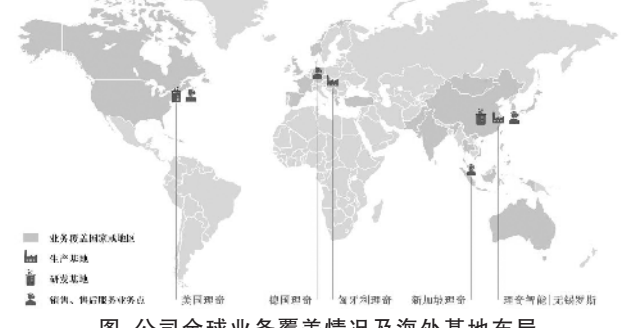 业务覆盖国家或地区
生产基地
研发基地
销售、售后服务业务点
美国理奇
德国理奇
匈牙利理奇
新加坡理奇
理奇智能|无锡罗斯
图 公司全球业务覆盖情况及海外基地布局